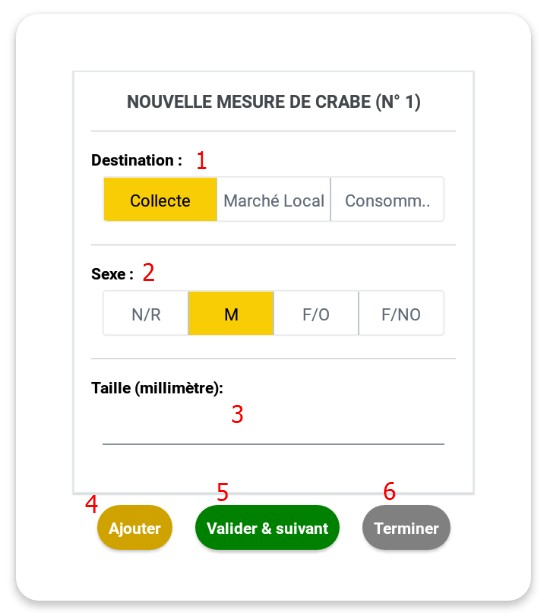 NOUVELLE MESURE DE CRABE (N° 1)
Destination : 1
Collecte Marché Local Consomm..
Sexe : 2
N/R M F/O F/NO
Taille (millimètre):
3
4 5 6
Ajouter Valider & suivant Terminer